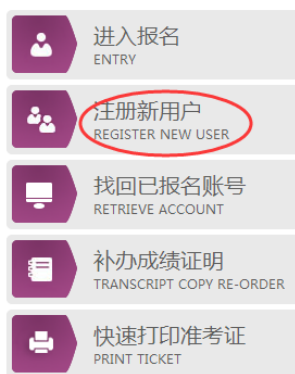 进入报名
ENTRY
注册新用户
REGISTER NEW USER
找回已报名账号
RETRIEVE ACCOUNT
补办成绩证明
TRANSCRIPT COPY RE-ORDER
快速打印准考证
PRINT TICKET